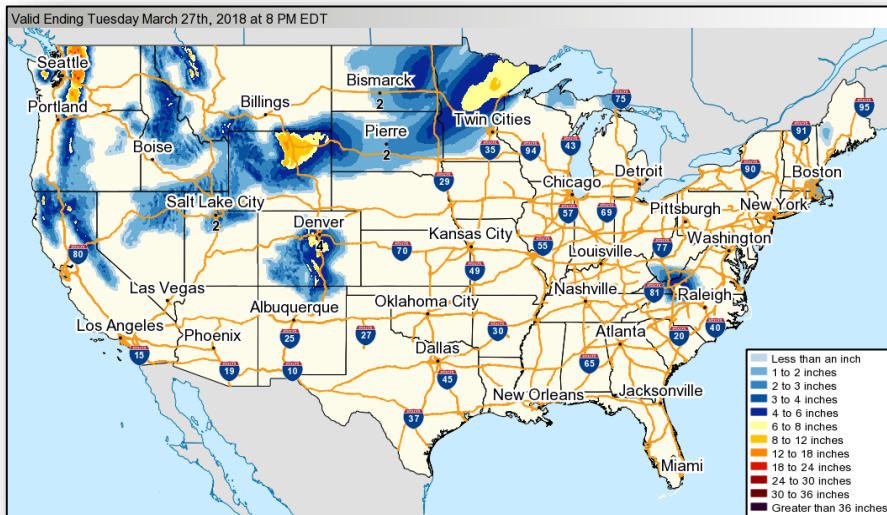 Valid Ending Tuesday March 27th, 2018 at 8 PM EDT
Seattle
Portland
Bismarck
2
Billings
Pierre
2
Twin Cities
Boise
75
95
91
35
94
43
90
Boston
Detroit
29
Chicago
Salt Lake City
2
57
69
Pittsburgh
New York
Denver
4
80
70
Kansas City
55
77
Washington
49
Louisville
Las Vegas
81
Nashville
Raleigh
Albuquerque
Oklahoma City
Los Angeles
Phoenix
25
27
30
Atlanta
20
40
15
19
10
Dallas
45
65
New Orleans
Jacksonville
37
Miami
Less than an inch
1 to 2 inches
2 to 3 inches
3 to 4 inches
4 to 6 inches
6 to 8 inches
8 to 12 inches
12 to 18 inches
18 to 24 inches
24 to 30 inches
30 to 36 inches
Greater than 36 inches